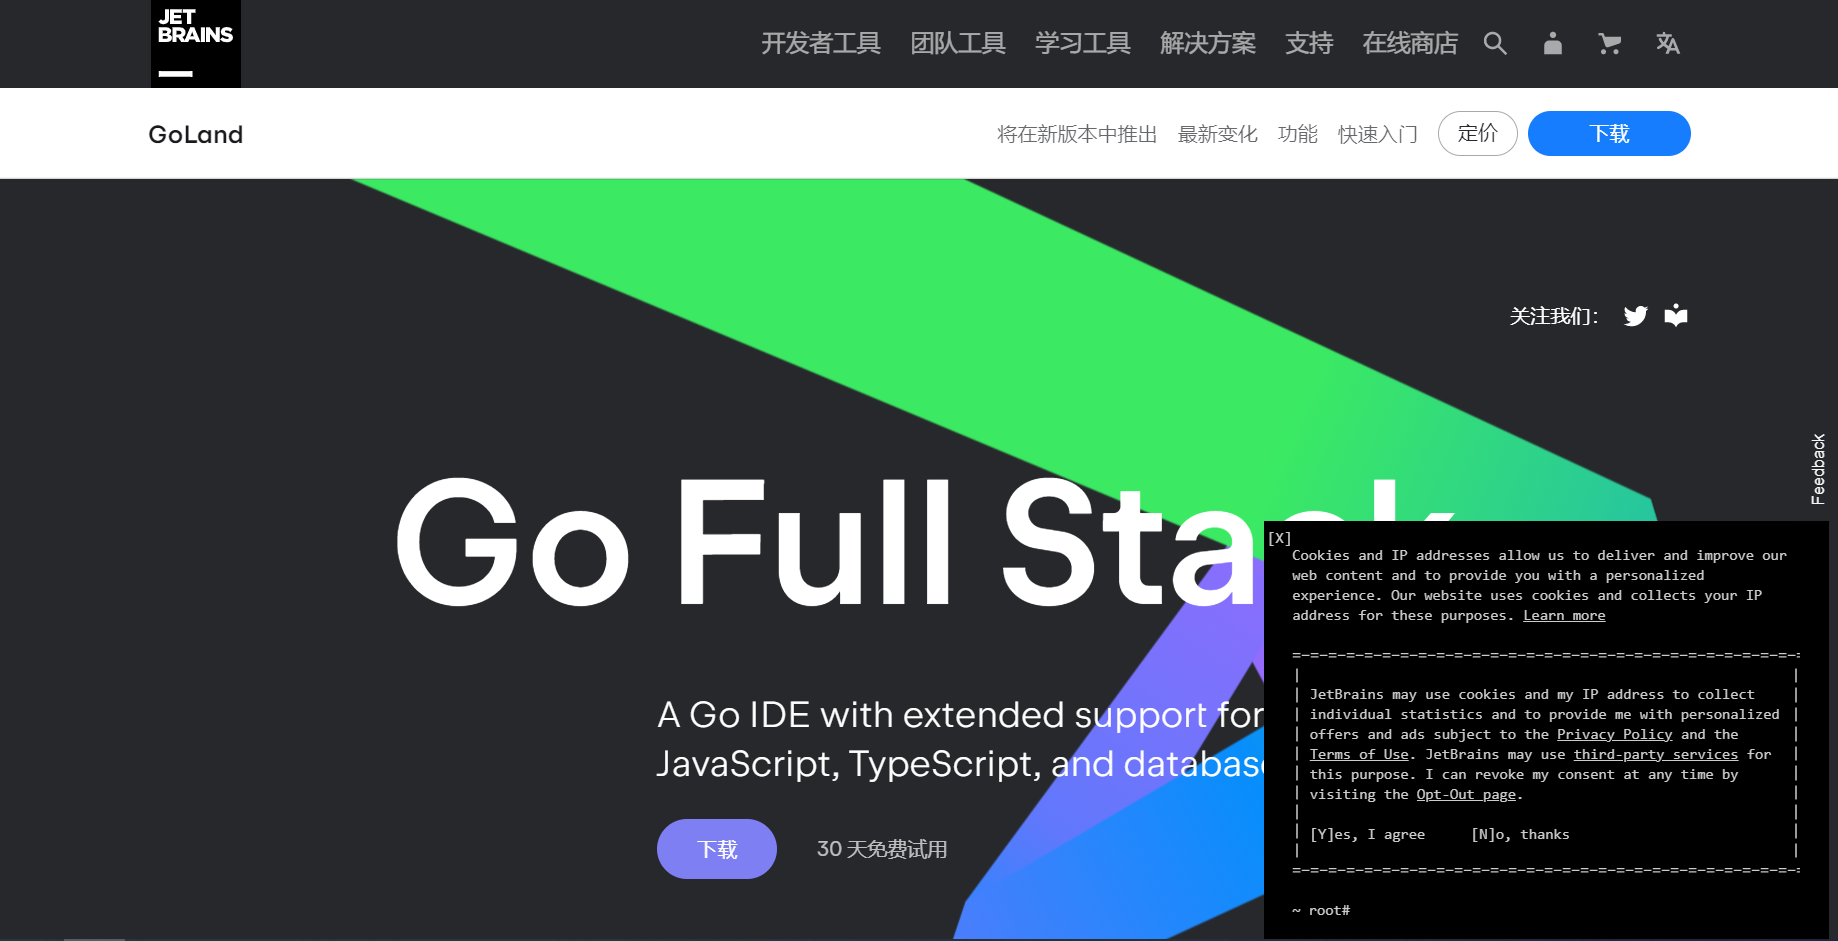 JET
BRAINS
开发者工具 团队工具 学习工具 解决方案 支持 在线商店
GoLand
将在新版本中推出 最新变化 功能 快速入门 定价 下载
关注我们：
Feedback
Go Full Stack
A Go IDE with extended support for
JavaScript, TypeScript, and databas
下载 30 天免费试用
[X]
Cookies and IP addresses allow us to deliver and improve our
web content and to provide you with a personalized
experience. Our website uses cookies and collects your IP
address for these purposes. Learn more
JetBrains may use cookies and my IP address to collect
individual statistics and to provide me with personalized
offers and ads subject to the Privacy Policy and the
Terms of Use. JetBrains may use third-party services for
this purpose. I can revoke my consent at any time by
visiting the Opt-Out page.
[Y]es, I agree [N]o, thanks
~ root#